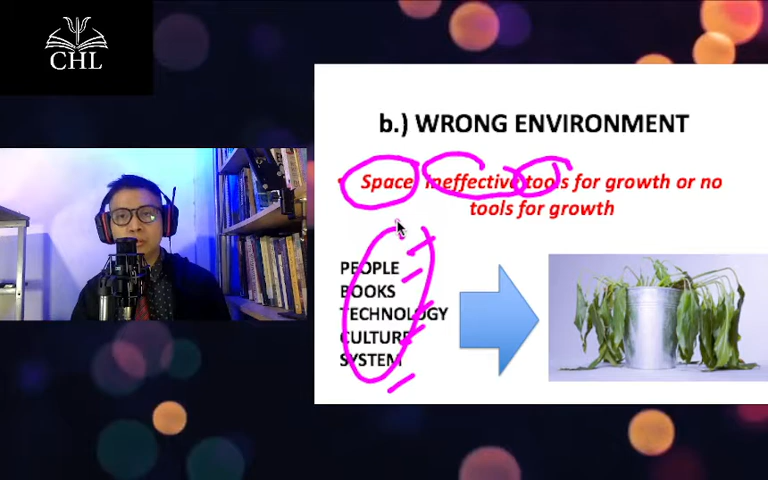 CHL
b.) WRONG ENVIRONMENT
Space, ineffective tools for growth or no
tools for growth
PEOPLE
BOOKS
TECHNOLOGY
CULTURE
SYSTEM